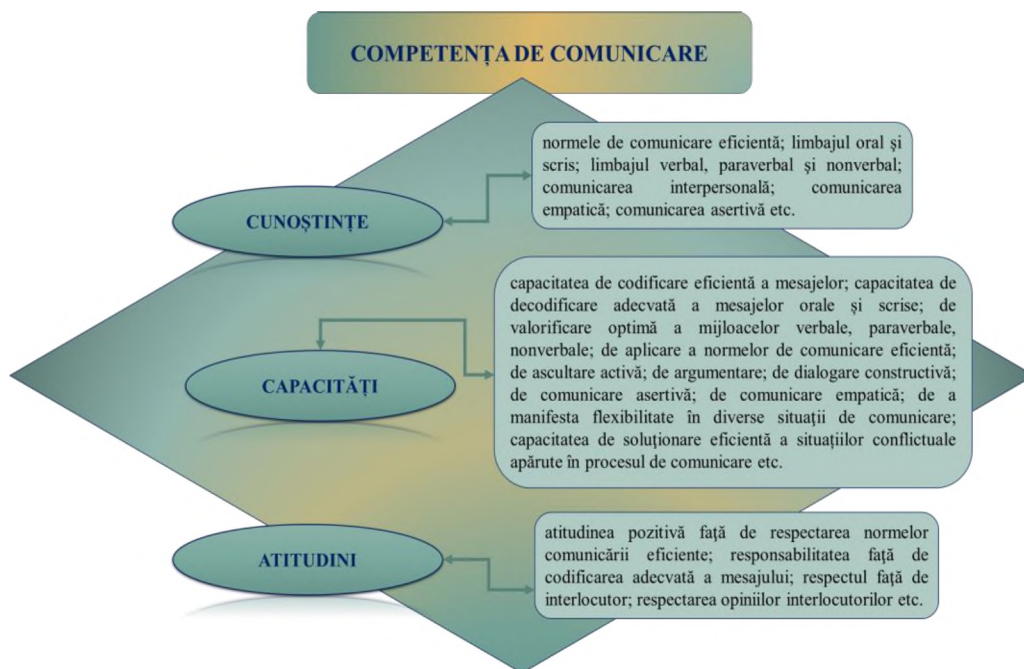 COMPETENȚA DE COMUNICARE
CUNOȘTINȚE
normele de comunicare eficientă; limbajul oral și
scris; limbajul verbal, paraverbal și nonverbal;
comunicarea interpersonală; comunicarea
empatică; comunicarea asertivă etc.
CAPACITĂȚI
capacitatea de codificare eficientă a mesajelor; capacitatea de
decodificare adecvată a mesajelor orale și scrise; de
valorificare optimă a mijloacelor verbale, paraverbale,
nonverbale; de aplicare a normelor de comunicare eficientă;
de ascultare activă; de argumentare; de dialogare constructivă;
de comunicare asertivă; de comunicare empatică; de a
manifesta flexibilitate în diverse situații de comunicare;
capacitatea de soluționare eficientă a situațiilor conflictuale
apărute în procesul de comunicare etc.
ATITUDINI
atitudinea pozitivă față de respectarea normelor
comunicării eficiente; responsabilitatea față de
codificarea adecvată a mesajului; respectul față de
interlocutor; respectarea opiniilor interlocutorilor etc.